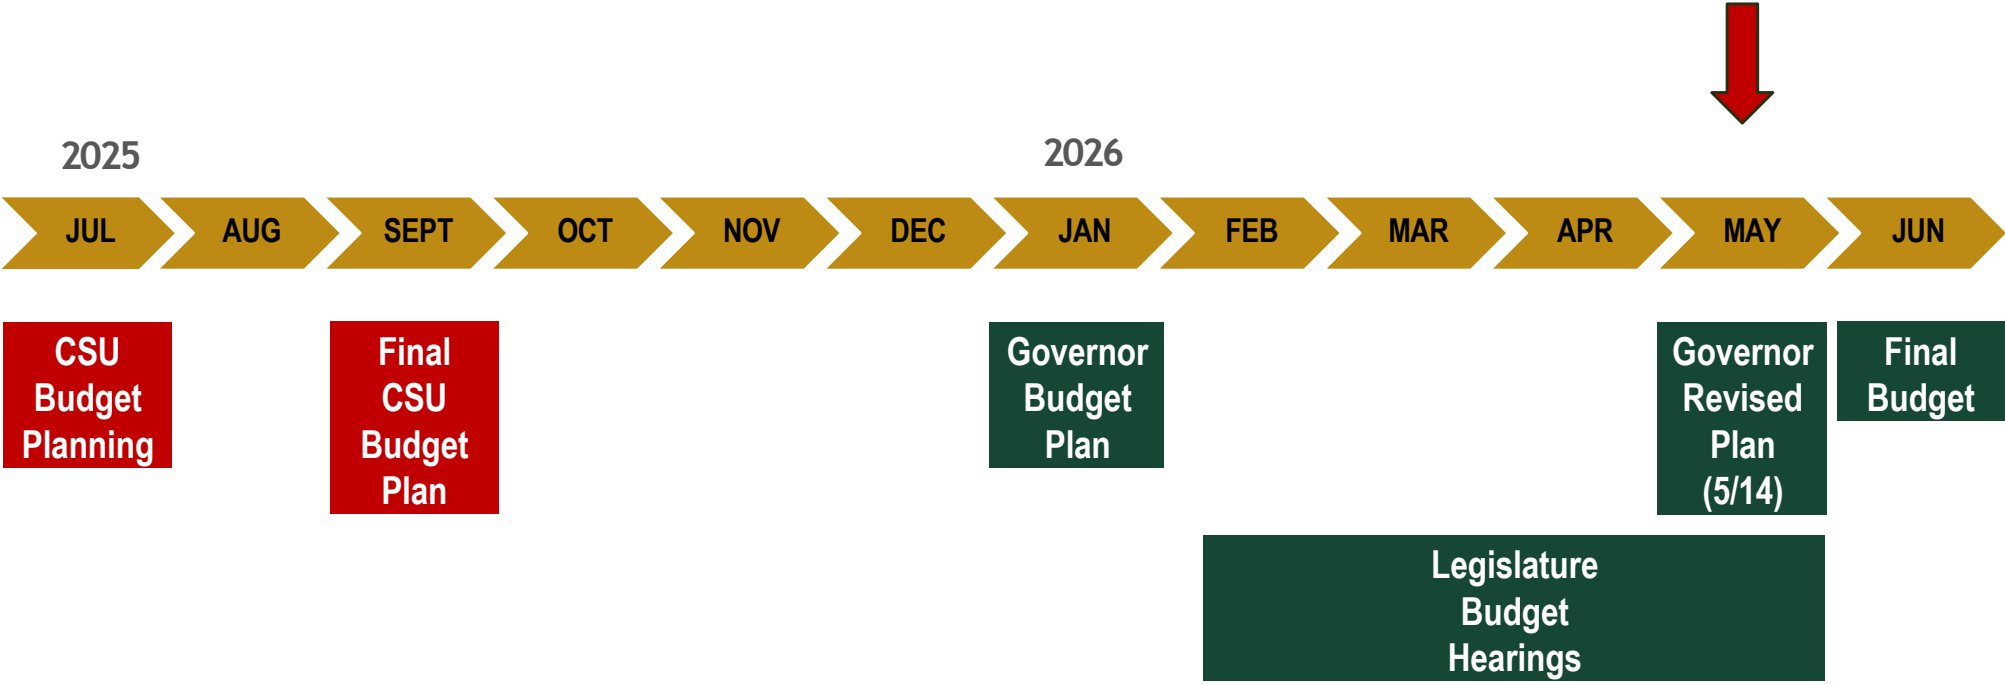 2025
2026
JUL
AUG
SEPT
OCT
NOV
DEC
JAN
FEB
MAR
APR
MAY
JUN
CSU
Budget
Planning
Final
CSU
Budget
Plan
Governor
Budget
Plan
Governor
Revised
Plan
(5/14)
Final
Budget
Legislature
Budget
Hearings